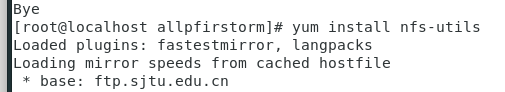 Bye
[root@localhost allpfirstorm]# yum install nfs-utils
Loaded plugins: fastestmirror, langpacks
Loading mirror speeds from cached hostfile
 * base: ftp.sjtu.edu.cn